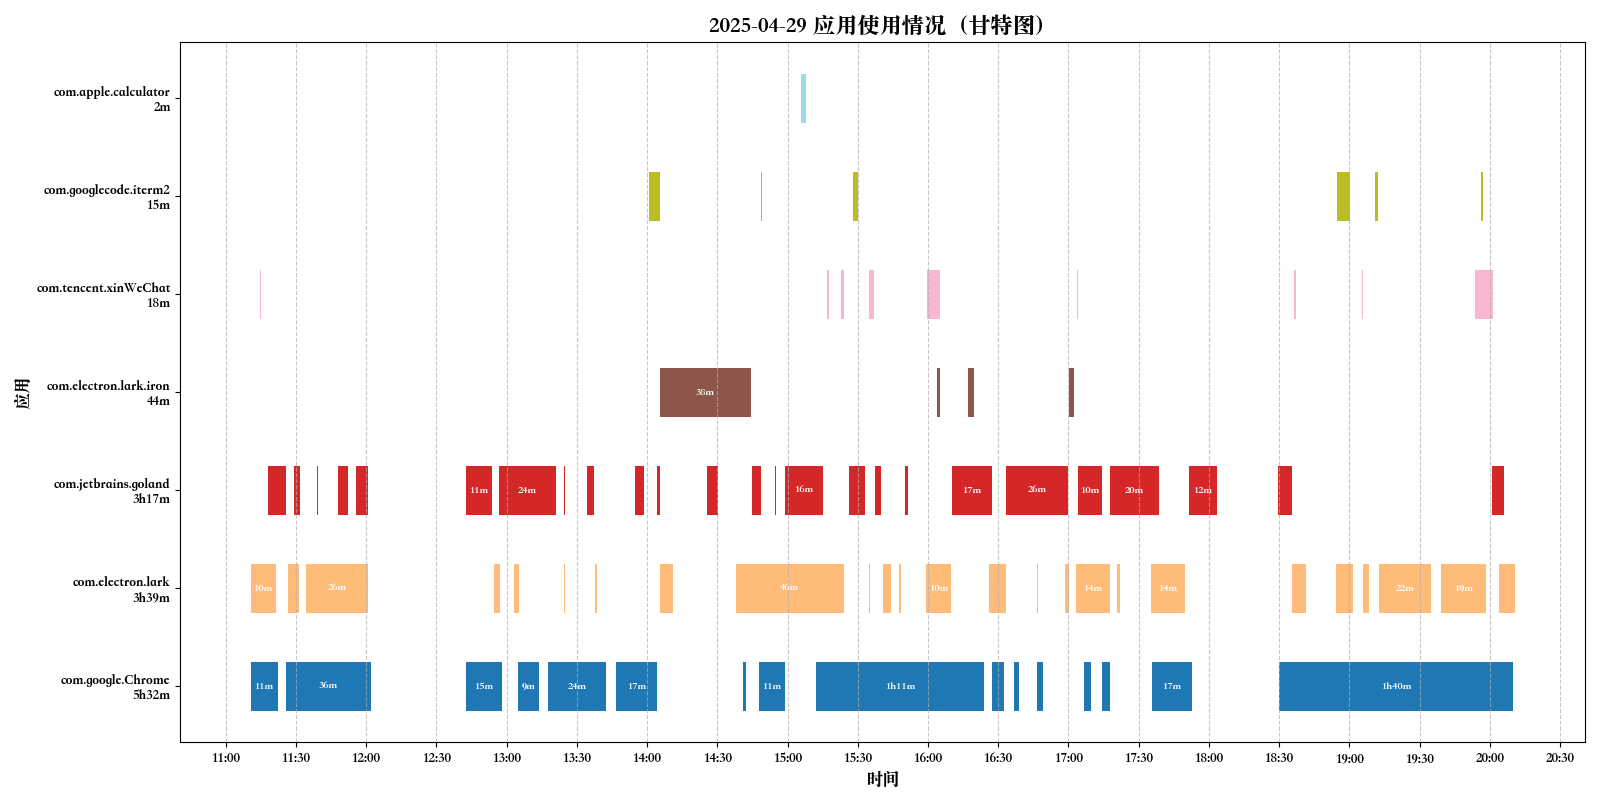 2025-04-29 应用使用情况（甘特图）
com.apple.calculator
2m
com.googlecode.iterm2
15m
com.tencent.xinWeChat
18m
应用
com.electron.lark.iron
44m
38m
com.jetbrains.goland
3h17m
11m 24m 16m 17m 26m 10m 20m 12m
com.electron.lark
3h39m
10m 26m 46m 10m 14m 14m 22m 19m
com.google.Chrome
5h32m
11m 36m 15m 9m 24m 17m 11m 1h11m 17m 1h40m
11:00 11:30 12:00 12:30 13:00 13:30 14:00 14:30 15:00 15:30 16:00 16:30 17:00 17:30 18:00 18:30 19:00 19:30 20:00 20:30
时间